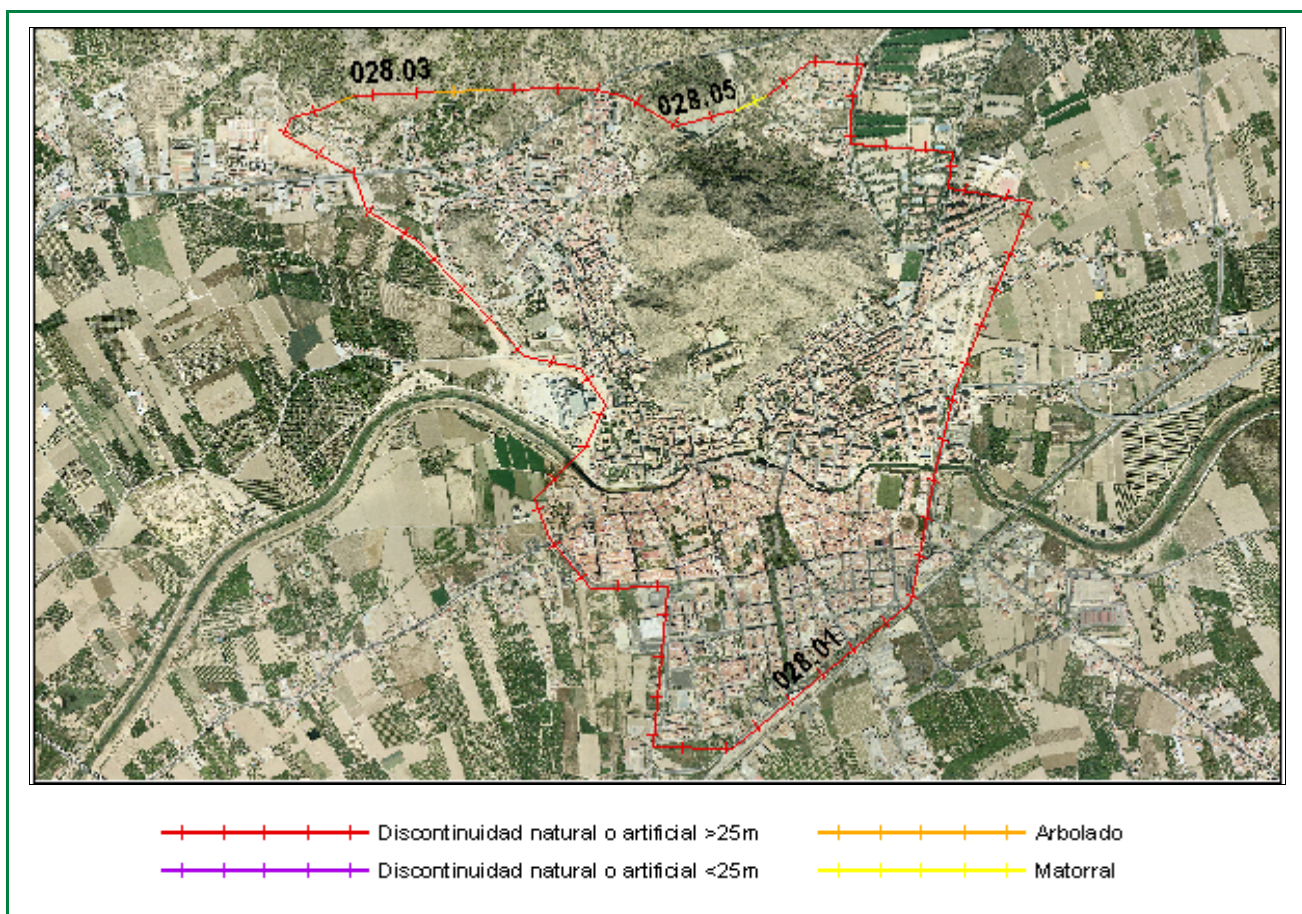 028.03
028.05
028.01
Discontinuidad natural o artificial >25m
Arbolado
Discontinuidad natural o artificial <25m
Matorral